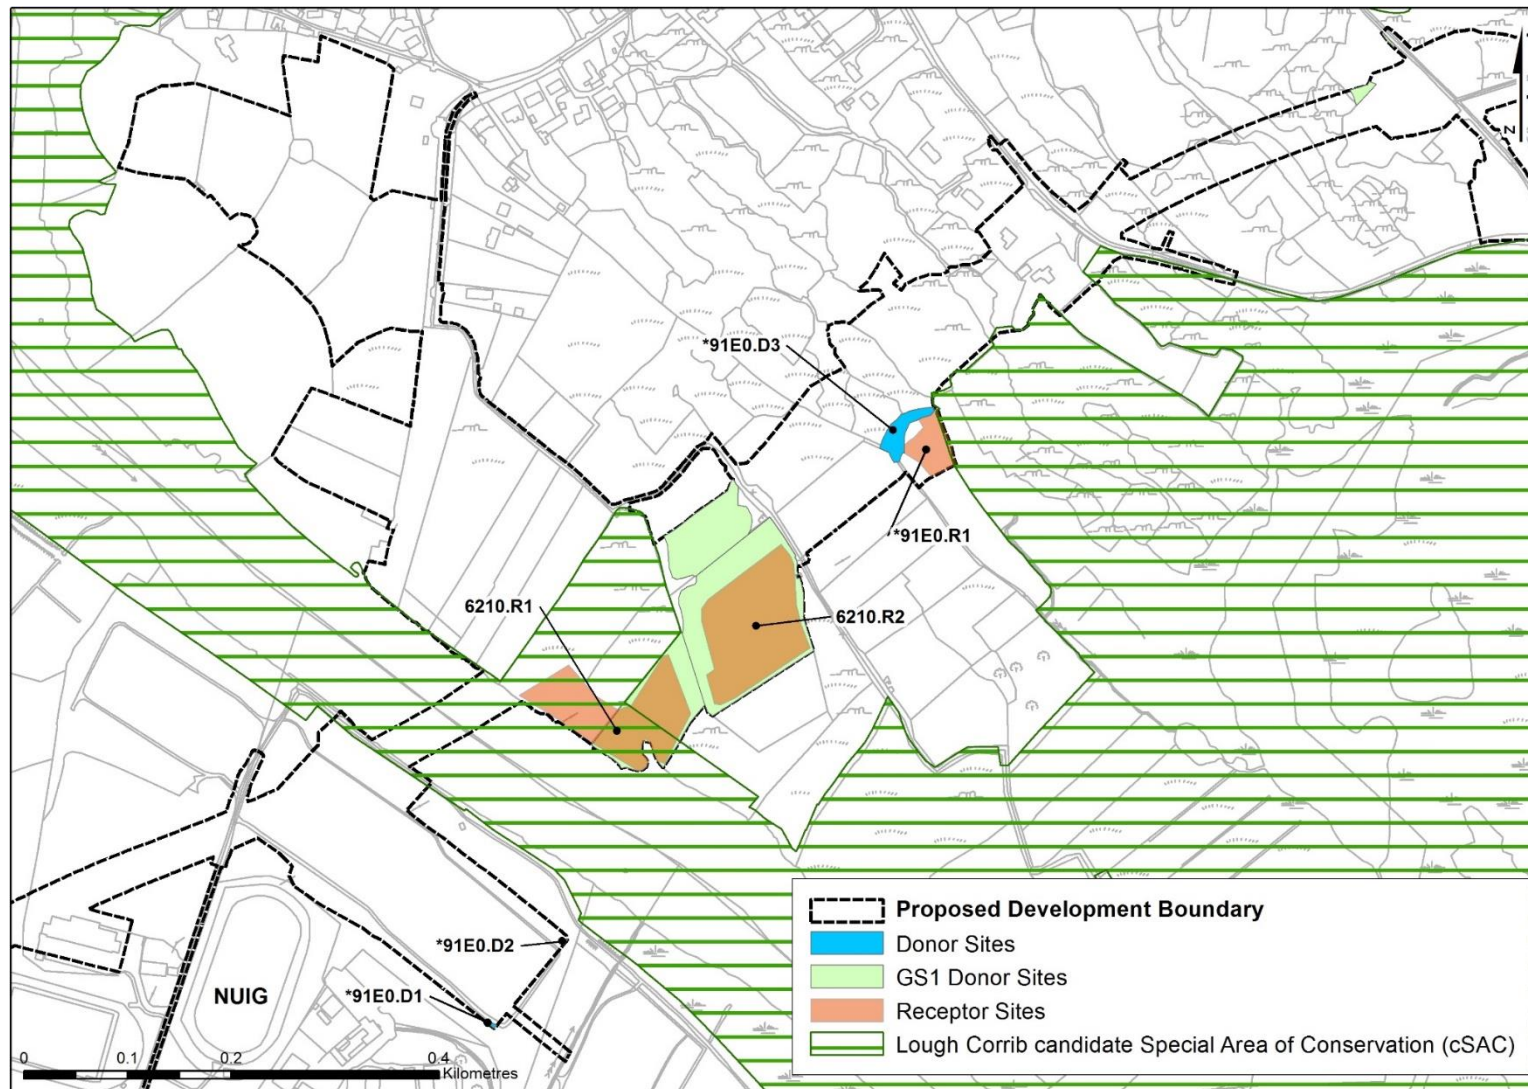 N
*91E0.D3
*91E0.R1
6210.R1
6210.R2
*91E0.D2
*91E0.D1
NUIG
0 0.1 0.2 0.4
Kilometres
Proposed Development Boundary
Donor Sites
GS1 Donor Sites
Receptor Sites
Lough Corrib candidate Special Area of Conservation (cSAC)